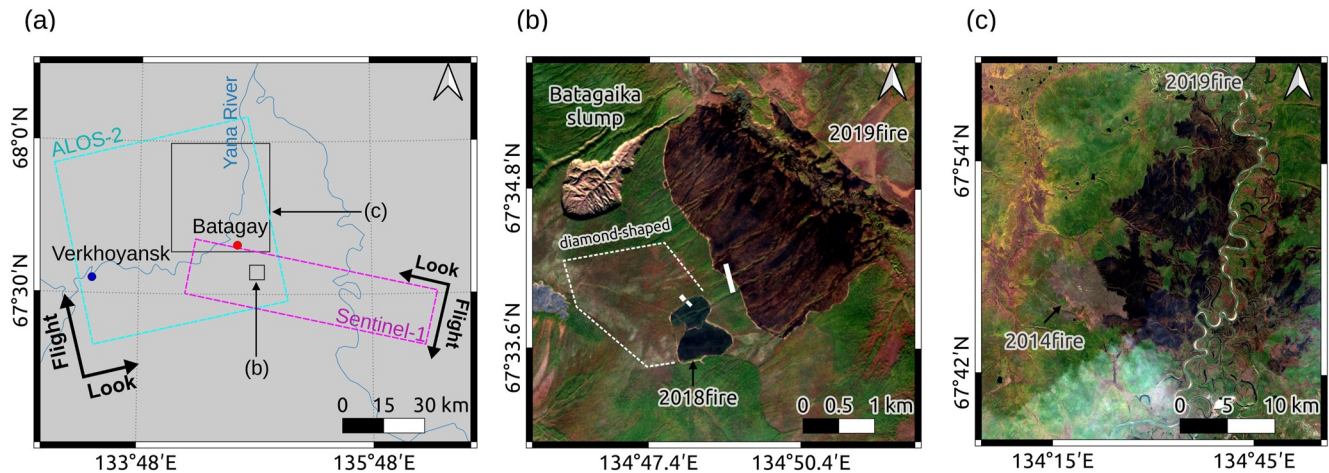 (a)
68°0'N
67°30'N
ALOS-2
Yana River
(c)
Batagay
Verkhoyansk
Look
Flight
Sentinel-1
Flight
Look
(b)
0 15 30 km
133°48'E
135°48'E
(b)
67°34.8'N
67°33.6'N
Batagaika
slump
2019fire
diamond-shaped
2018fire
0 0.5 1 km
134°47.4'E
134°50.4'E
(c)
67°54'N
67°42'N
2019fire
2014fire
0 5 10 km
134°15'E
134°45'E